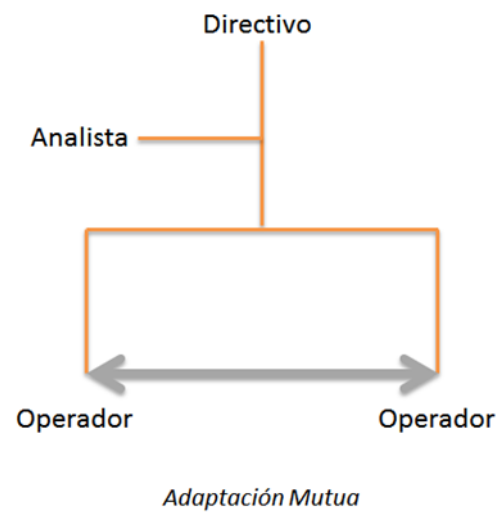 Directivo
Analista
Operador
Operador
Adaptación Mutua